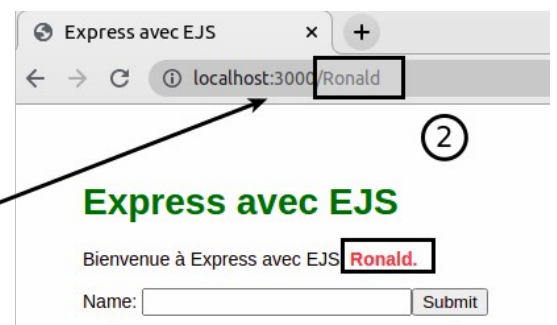 Express avec EJS × +
localhost:3000/Ronald
2
Express avec EJS
Bienvenue à Express avec EJS Ronald.
Name: Submit